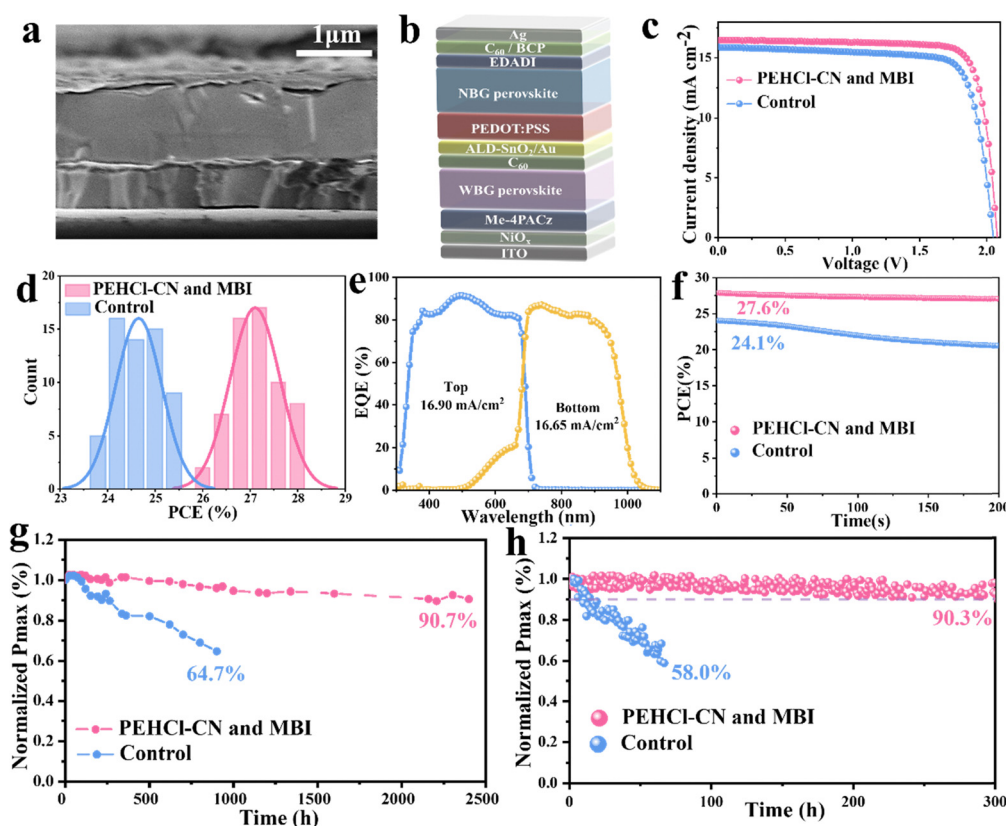 a
1μm
b
Ag
C₆₀ / BCP
EDADI
NBG perovskite
PEDOT:PSS
ALD-SnO₂/Au
C₆₀
WBG perovskite
Me-4PACz
NiOₓ
ITO
c
Current density (mA cm⁻²)
15
10
5
0
PEHCl-CN and MBI
Control
0.0 0.5 1.0 1.5 2.0
Voltage (V)
d
Count
20
15
10
5
0
PEHCl-CN and MBI
Control
23 24 25 26 27 28 29
PCE (%)
e
EQE (%)
100
80
60
40
20
0
Top
16.90 mA/cm²
Bottom
16.65 mA/cm²
400 600 800 1000
Wavelength (nm)
f
PCE(%)
30
25
20
15
10
5
0
27.6%
24.1%
PEHCl-CN and MBI
Control
0 50 100 150 200
Time(s)
g
Normalized Pmax (%)
1.2
1.0
0.8
0.6
0.4
0.2
0.0
90.7%
64.7%
PEHCl-CN and MBI
Control
0 500 1000 1500 2000 2500
Time (h)
h
Normalized Pmax (%)
1.2
1.0
0.8
0.6
0.4
0.2
0.0
90.3%
58.0%
PEHCl-CN and MBI
Control
0 100 200 300
Time (h)